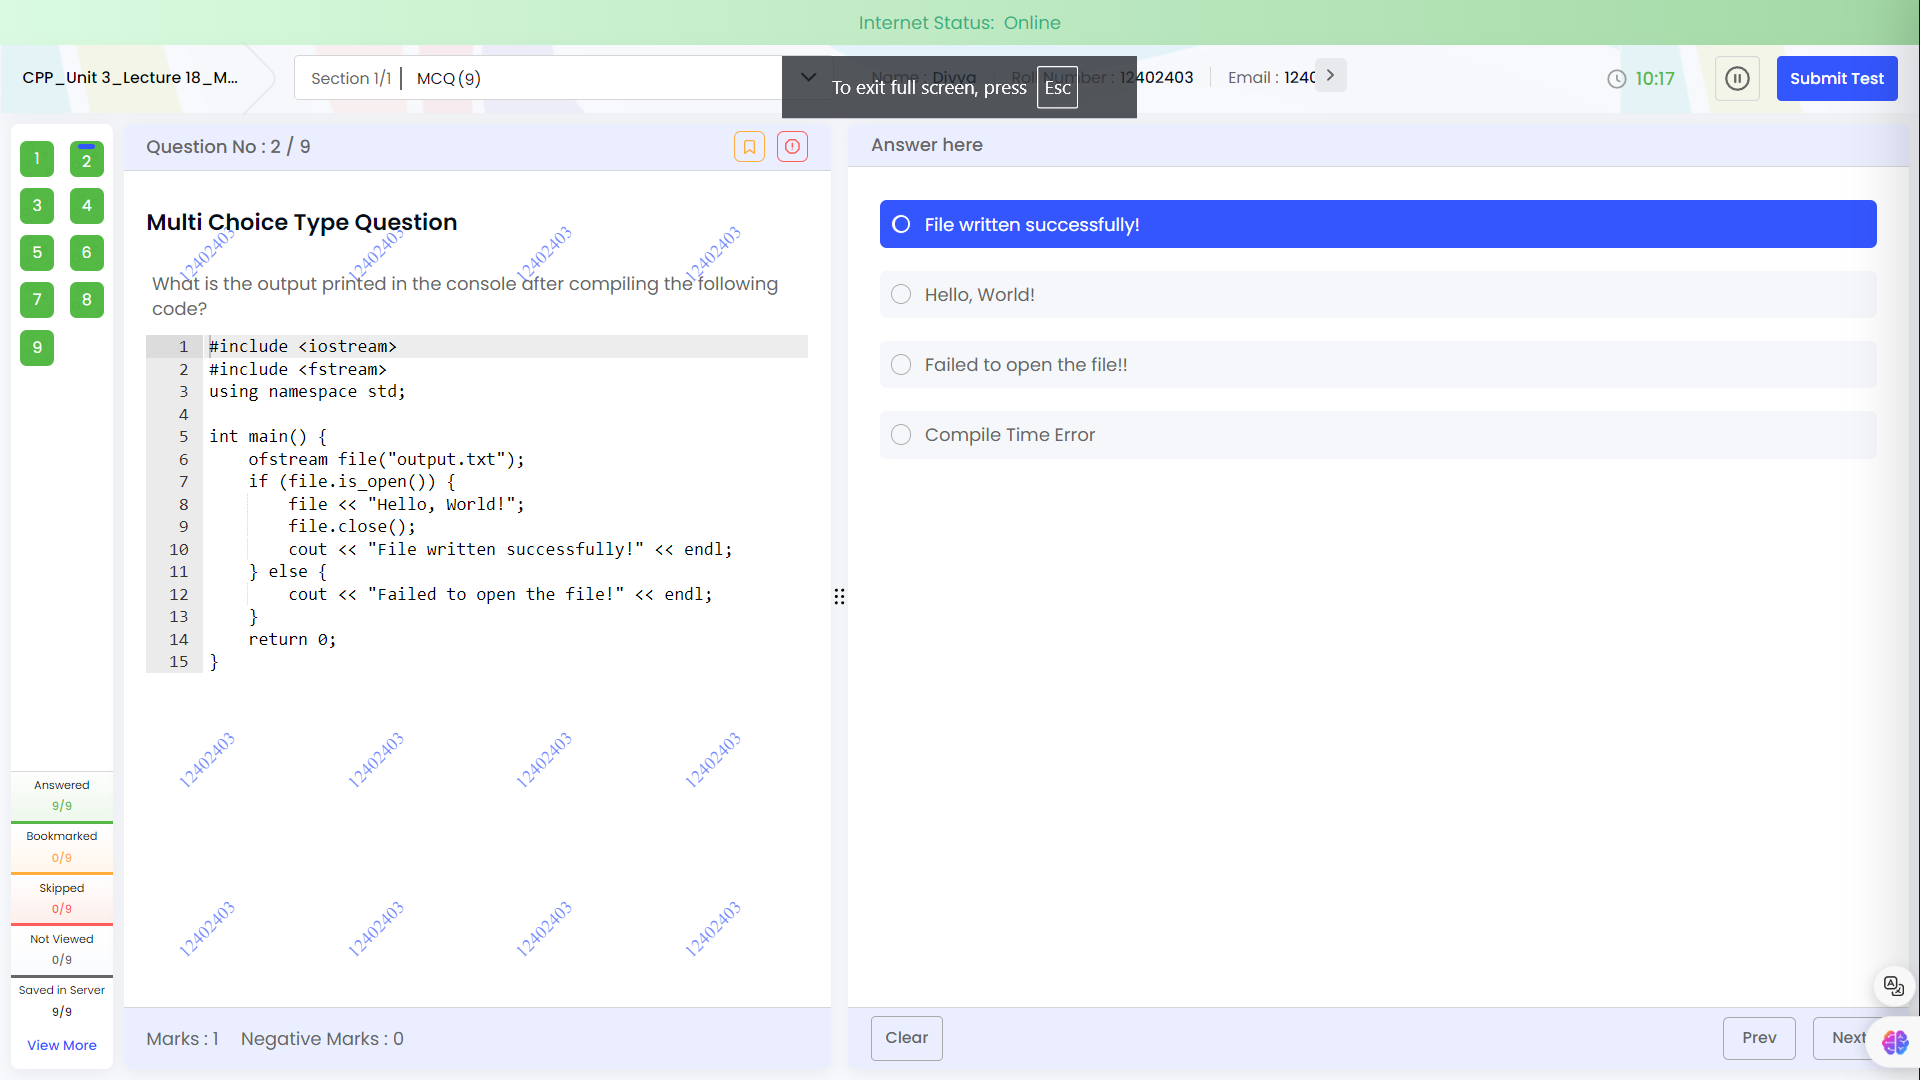 Internet Status: Online
CPP_Unit 3_Lecture 18_M...
Section 1/1 | MCQ (9)
Name : Divya
Roll Number : 12402403
Email : 1240
To exit full screen, press Esc
10:17
Submit Test
1
2
3
4
5
6
7
8
9
Question No : 2 / 9
Multi Choice Type Question
What is the output printed in the console after compiling the following
code?
1 #include <iostream>
2 #include <fstream>
3 using namespace std;
4
5 int main() {
6 ofstream file("output.txt");
7 if (file.is_open()) {
8 file << "Hello, World!";
9 file.close();
10 cout << "File written successfully!" << endl;
11 } else {
12 cout << "Failed to open the file!" << endl;
13 }
14 return 0;
15 }
12402403 12402403 12402403 12402403
12402403 12402403 12402403 12402403
12402403 12402403 12402403 12402403
Marks : 1 Negative Marks : 0
Answered
9/9
Bookmarked
0/9
Skipped
0/9
Not Viewed
0/9
Saved in Server
9/9
View More
Answer here
File written successfully!
Hello, World!
Failed to open the file!!
Compile Time Error
Clear
Prev
Next